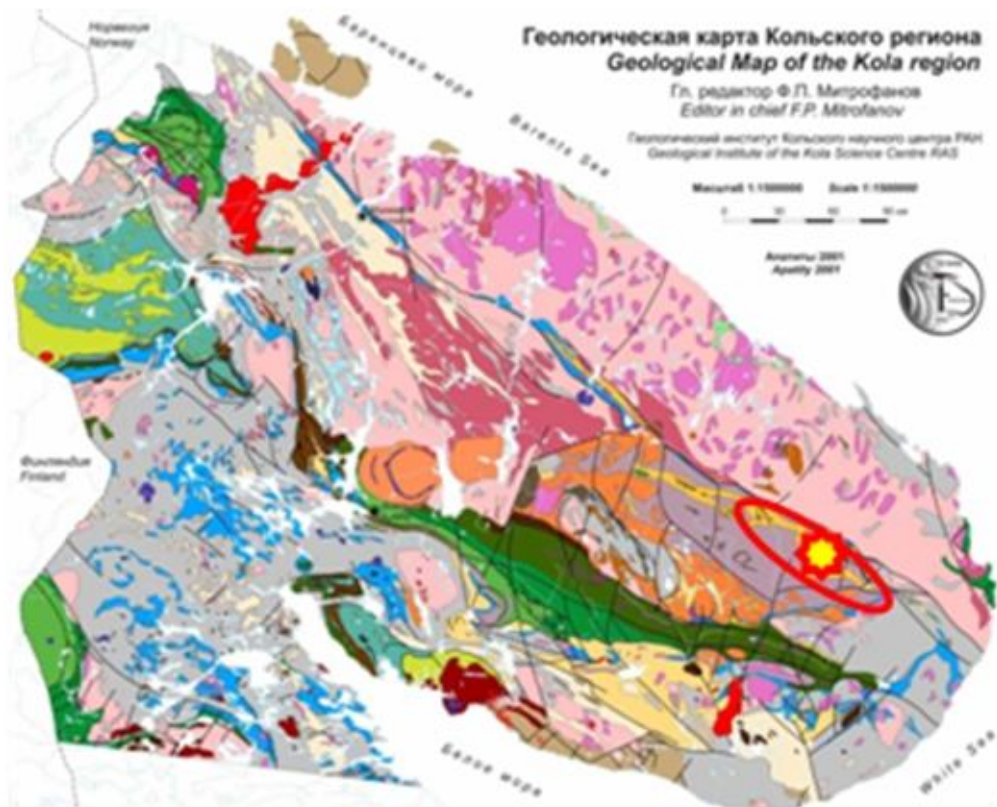 Норвегия
Norway
Баренцево море
Barents Sea
Геологическая карта Кольского региона
Geological Map of the Kola region
Гл. редактор Ф.П. Митрофанов
Editor in chief F.P. Mitrofanov
Геологический институт Кольского научного центра РАН
Geological Institute of the Kola Science Centre RAS
Масштаб 1:1500000 Scale 1:1500000
Апатиты 2001
Apatity 2001
Финляндия
Finland
Белое море
White Sea